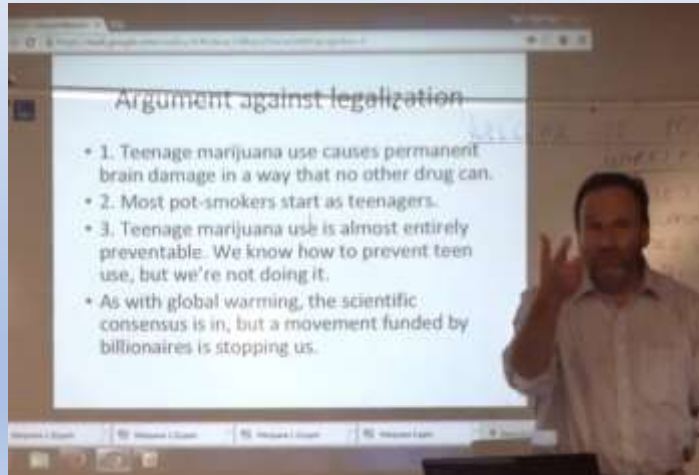 Argument against legalization
• 1. Teenage marijuana use causes permanent
brain damage in a way that no other drug can.
• 2. Most pot-smokers start as teenagers.
• 3. Teenage marijuana use is almost entirely
preventable. We know how to prevent teen
use, but we're not doing it.
• As with global warming, the scientific
consensus is in, but a movement funded by
billionaires is stopping us.